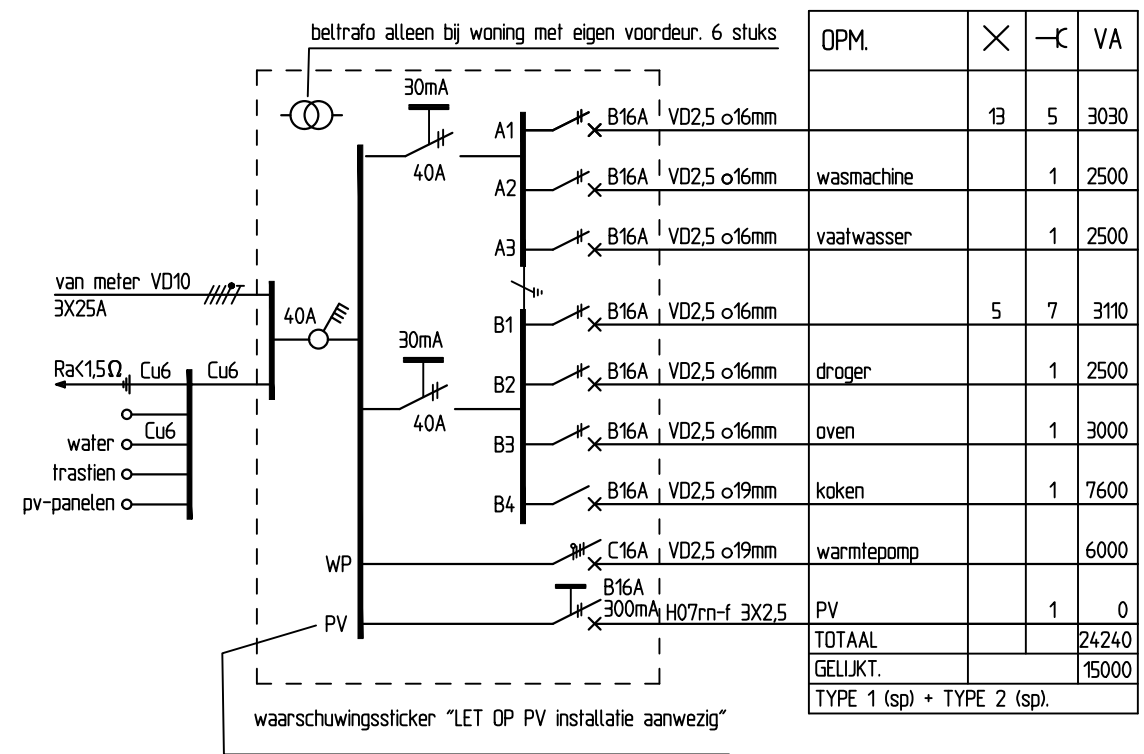 beltrafo alleen bij woning met eigen voordeur. 6 stuks
OPM. VA
30mA
40A
A1 B16A VD2,5 o16mm 13 5 3030
A2 B16A VD2,5 o16mm wasmachine 1 2500
A3 B16A VD2,5 o16mm vaatwasser 1 2500
van meter VD10
3X25A
40A
B1 B16A VD2,5 o16mm 5 7 3110
30mA
40A
Ra<1,5Ω Cu6 Cu6
B2 B16A VD2,5 o16mm droger 1 2500
Cu6
water
B3 B16A VD2,5 o16mm oven 1 3000
trastien
pv-panelen
B4 B16A VD2,5 o19mm koken 1 7600
WP C16A VD2,5 o19mm warmtepomp 6000
B16A
300mA
PV H07rn-f 3X2,5 PV 1 0
TOTAAL 24240
GELIJKT. 15000
TYPE 1 (sp) + TYPE 2 (sp).
waarschuwingssticker "LET OP PV installatie aanwezig"